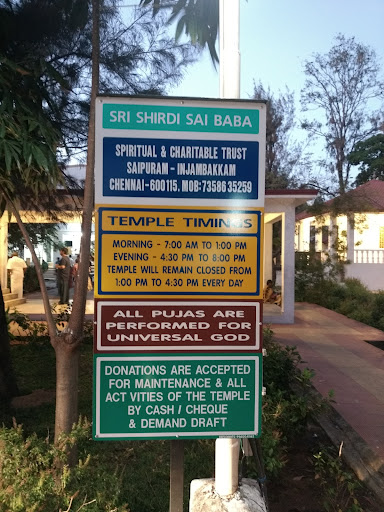 SRI SHIRDI SAI BABA
SPIRITUAL & CHARITABLE TRUST
SAIPURAM - INJAMBAKKAM
CHENNAI-600115. MOB:7358635259
TEMPLE TIMINGS
MORNING - 7:00 AM TO 1:00 PM
EVENING - 4:30 PM TO 8:00 PM
TEMPLE WILL REMAIN CLOSED FROM
1:00 PM TO 4:30 PM EVERY DAY
ALL PUJAS ARE
PERFORMED FOR
UNIVERSAL GOD
DONATIONS ARE ACCEPTED
FOR MAINTENANCE & ALL
ACT VITIES OF THE TEMPLE
BY CASH / CHEQUE
& DEMAND DRAFT